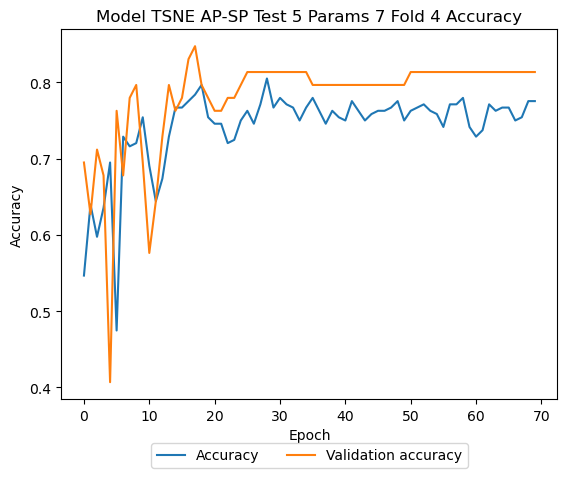 Model TSNE AP-SP Test 5 Params 7 Fold 4 Accuracy
0.8
0.7
0.6
0.5
0.4
Accuracy
0 10 20 30 40 50 60 70
Epoch
Accuracy Validation accuracy